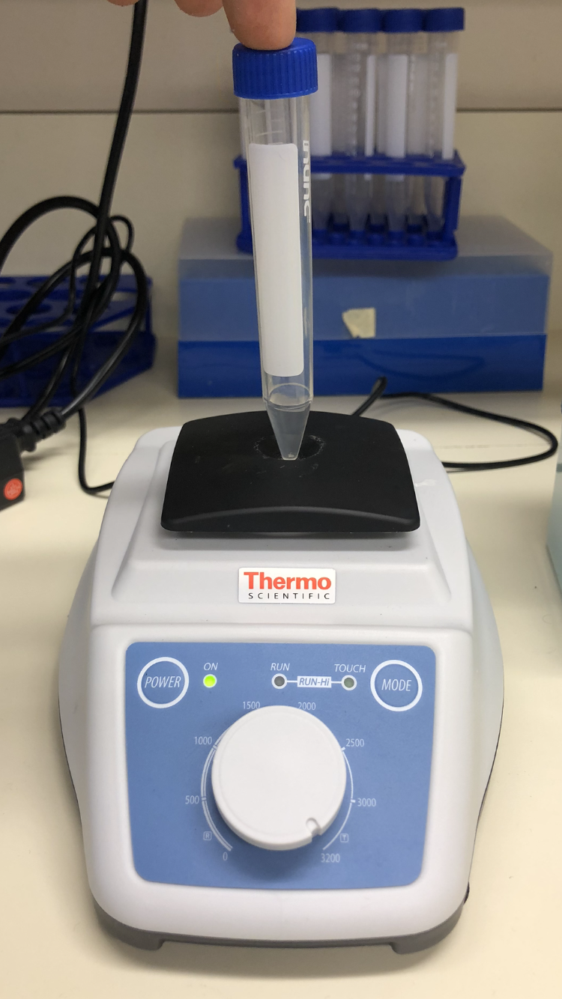 nunc
Thermo
SCIENTIFIC
POWER
ON
RUN
RUN-Hi
TOUCH
MODE
1500
2000
1000
2500
500
3000
R
T
0
3200